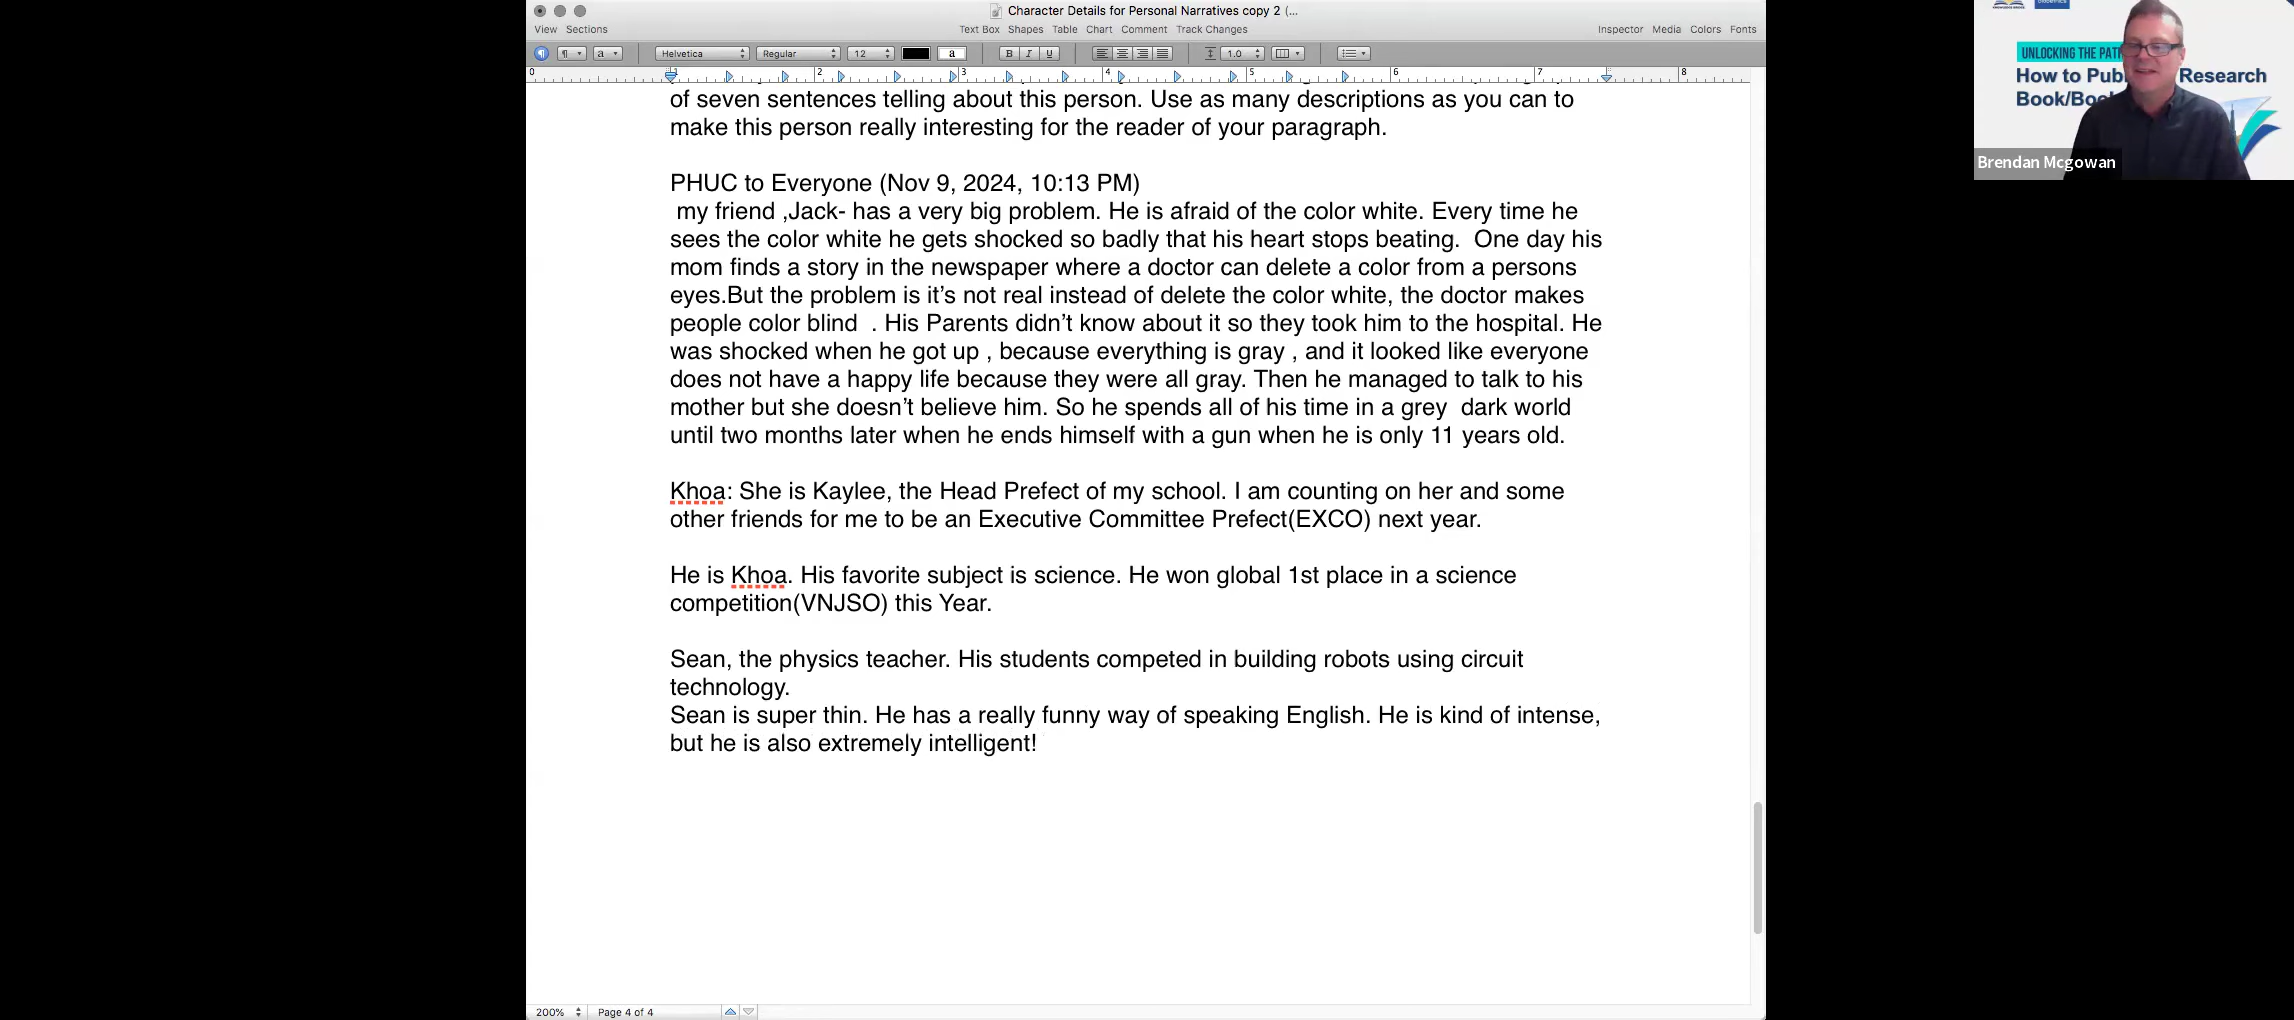 Character Details for Personal Narratives copy 2 (...
View Sections Text Box Shapes Table Chart Comment Track Changes Inspector Media Colors Fonts
Helvetica Regular 12 a B I U 1.0
0 1 2 3 4 5 6 7 8
of seven sentences telling about this person. Use as many descriptions as you can to
make this person really interesting for the reader of your paragraph.
PHUC to Everyone (Nov 9, 2024, 10:13 PM)
my friend ,Jack- has a very big problem. He is afraid of the color white. Every time he
sees the color white he gets shocked so badly that his heart stops beating.  One day his
mom finds a story in the newspaper where a doctor can delete a color from a persons
eyes.But the problem is it’s not real instead of delete the color white, the doctor makes
people color blind  . His Parents didn’t know about it so they took him to the hospital. He
was shocked when he got up , because everything is gray , and it looked like everyone
does not have a happy life because they were all gray. Then he managed to talk to his
mother but she doesn’t believe him. So he spends all of his time in a grey  dark world
until two months later when he ends himself with a gun when he is only 11 years old.
Khoa: She is Kaylee, the Head Prefect of my school. I am counting on her and some
other friends for me to be an Executive Committee Prefect(EXCO) next year.
He is Khoa. His favorite subject is science. He won global 1st place in a science
competition(VNJSO) this Year.
Sean, the physics teacher. His students competed in building robots using circuit
technology.
Sean is super thin. He has a really funny way of speaking English. He is kind of intense,
but he is also extremely intelligent!
200% Page 4 of 4
UNLOCKING THE
How to Research
Brendan Mcgowan